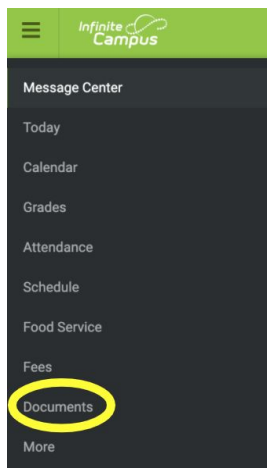 Infinite
Campus
Message Center
Today
Calendar
Grades
Attendance
Schedule
Food Service
Fees
Documents
More